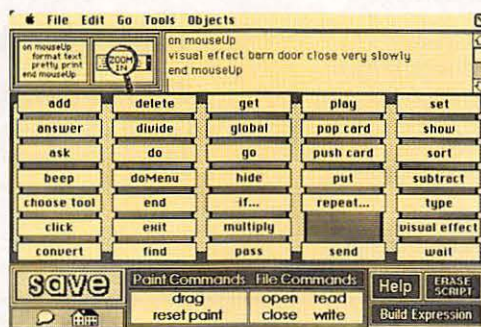 File Edit Go Tools Objects
on mouseUp
format text
pretty print
end mouseUp
ZOOM IN
on mouseUp
visual effect barn door close very slowly
end mouseUp
add delete get play set
answer divide global pop card show
ask do go push card sort
beep doMenu hide put subtract
choose tool end if... repeat... type
click exit multiply visual effect
convert find pass send wait
save
Paint Commands File Commands
drag open read
reset paint close write
Help
ERASE SCRIPT
Build Expression